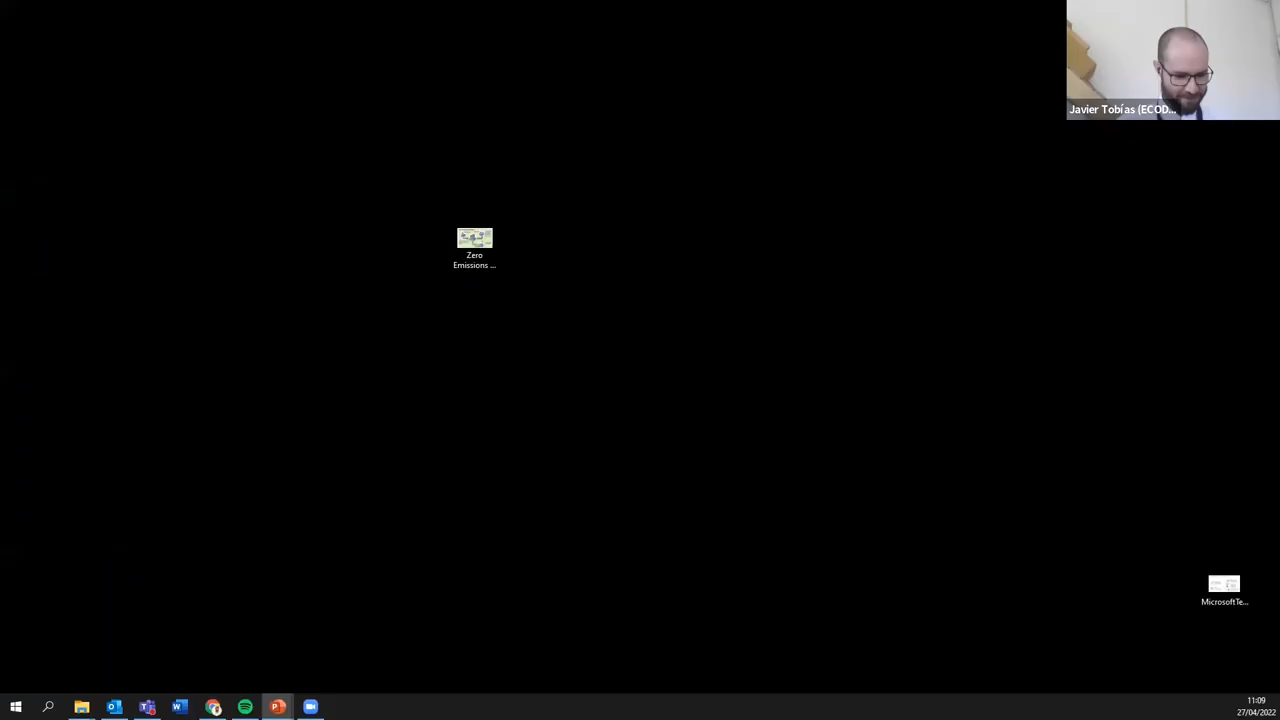 Javier Tobías (ECOD...
Zero
Emissions ...
MicrosoftTe...
11:09
27/04/2022